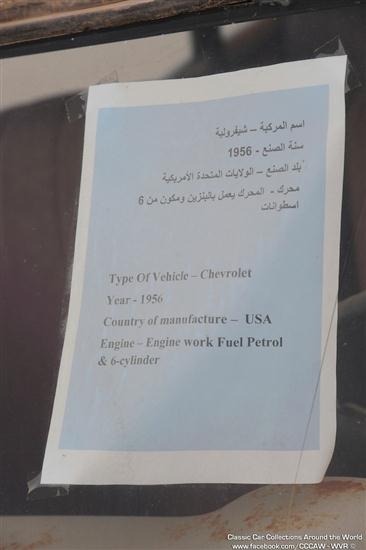 اسم المركبة – شيفرولية
سنة الصنع - 1956
بلد الصنع – الولايات المتحدة الأمريكية
محرك - المحرك يعمل بالبنزين ومكون من 6
اسطوانات
Type Of Vehicle – Chevrolet
Year - 1956
Country of manufacture – USA
Engine – Engine work Fuel Petrol
& 6-cylinder
Classic Car Collections Around the World
www.facebook.com/CCCAW - WVR ©